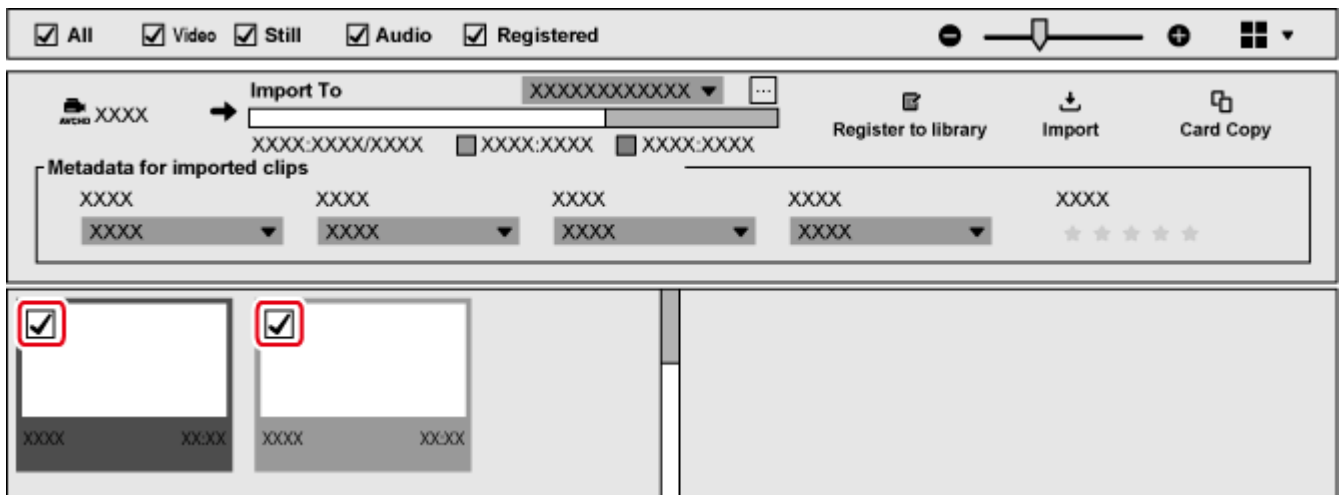 All Video Still Audio Registered
Import To XXXXXXXXXXXX ...
AVCHD XXXX
XXXX:XXXX/XXXX XXXX:XXXX XXXX:XXXX
Register to library Import Card Copy
Metadata for imported clips
XXXX XXXX XXXX XXXX XXXX
XXXX XXXX XXXX XXXX
XXXX XX:XX XXXX XX:XX